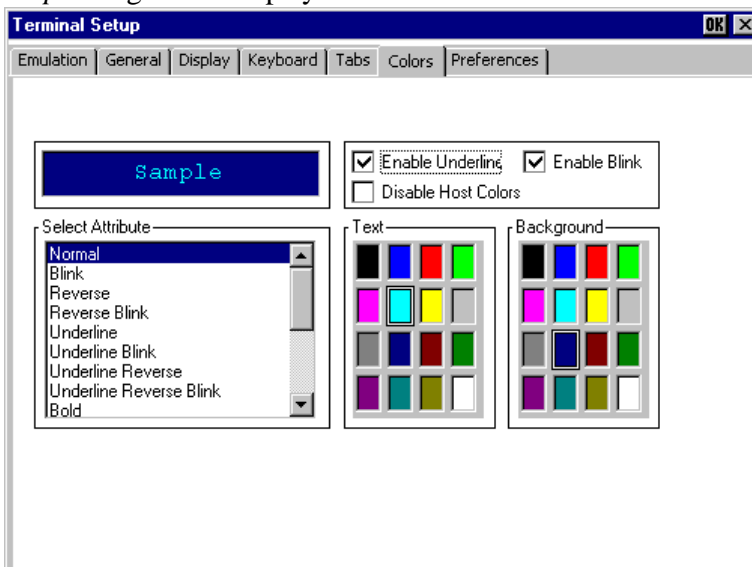 Terminal Setup OK
Emulation General Display Keyboard Tabs Colors Preferences
Sample
Enable Underline Enable Blink
Disable Host Colors
Select Attribute
Normal
Blink
Reverse
Reverse Blink
Underline
Underline Blink
Underline Reverse
Underline Reverse Blink
Bold
Text
Background